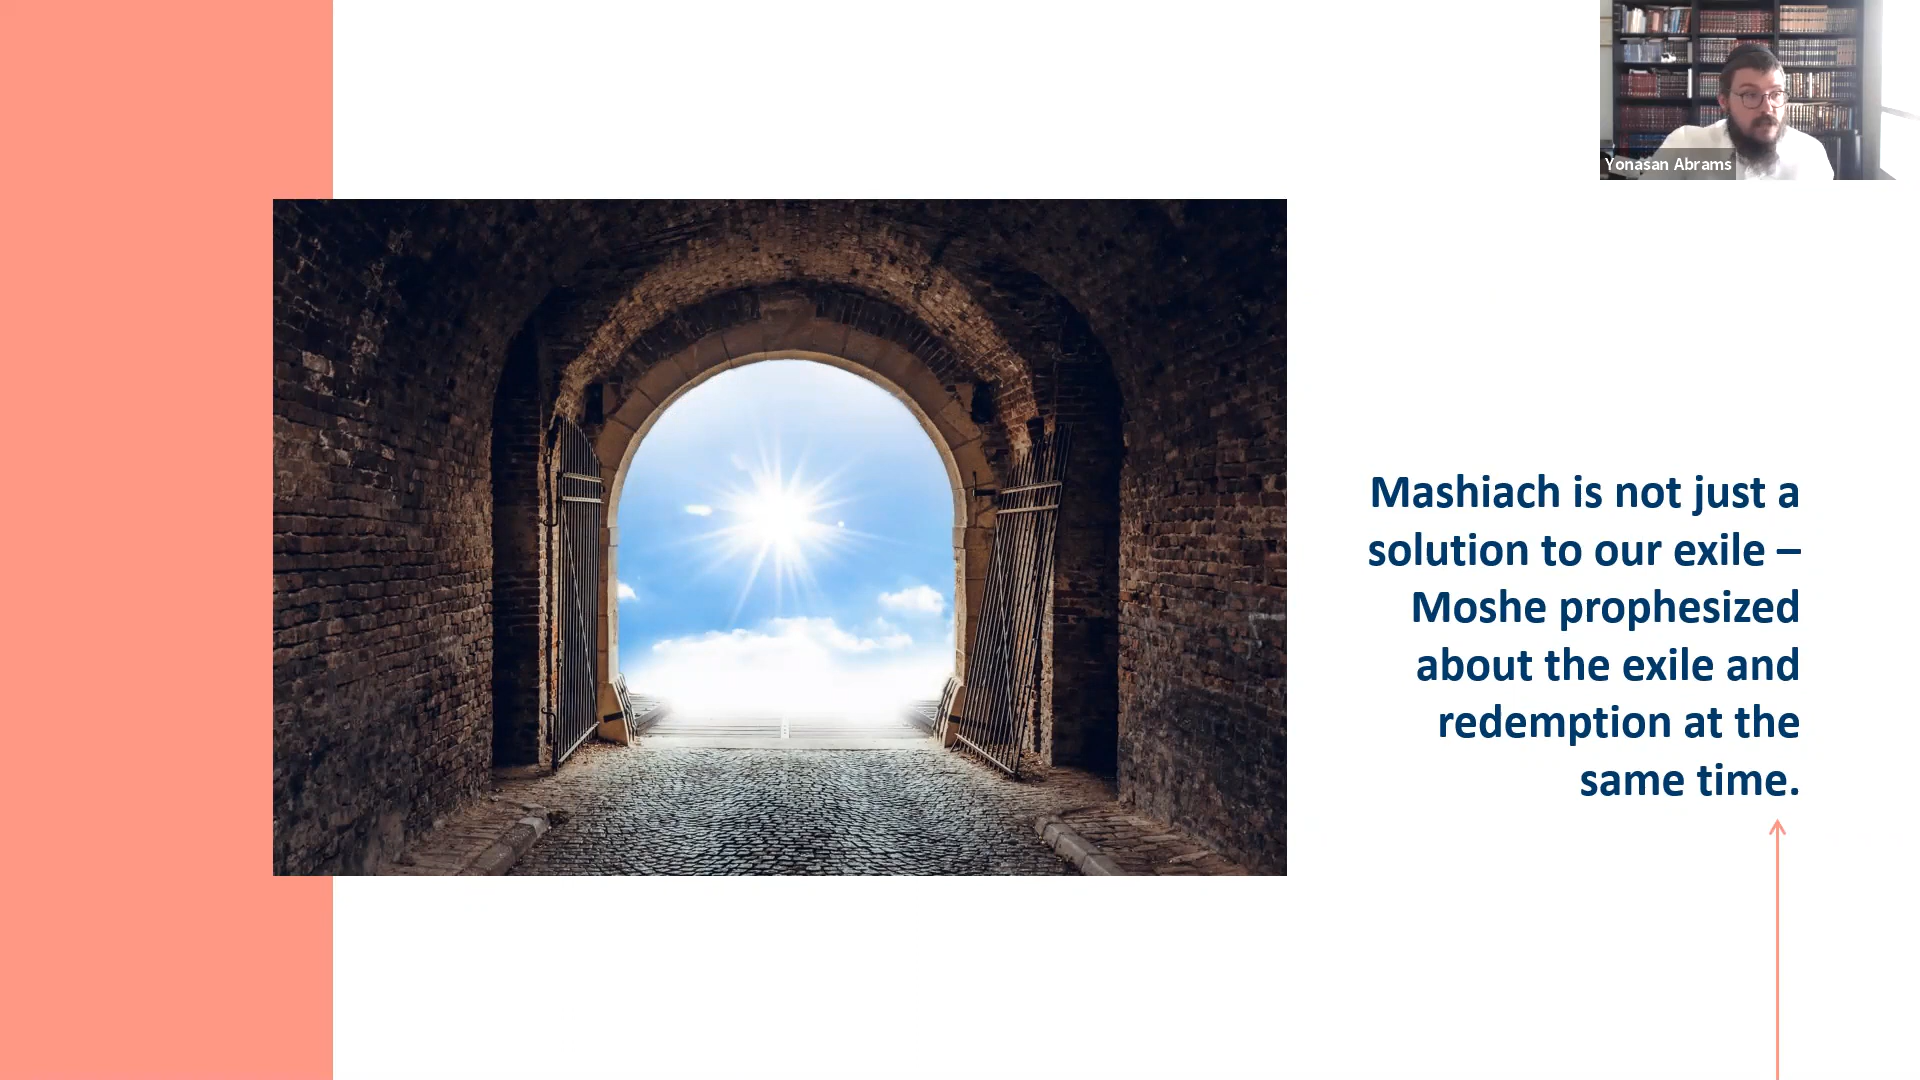 Yonasan Abrams
Mashiach is not just a
solution to our exile –
Moshe prophesized
about the exile and
redemption at the
same time.